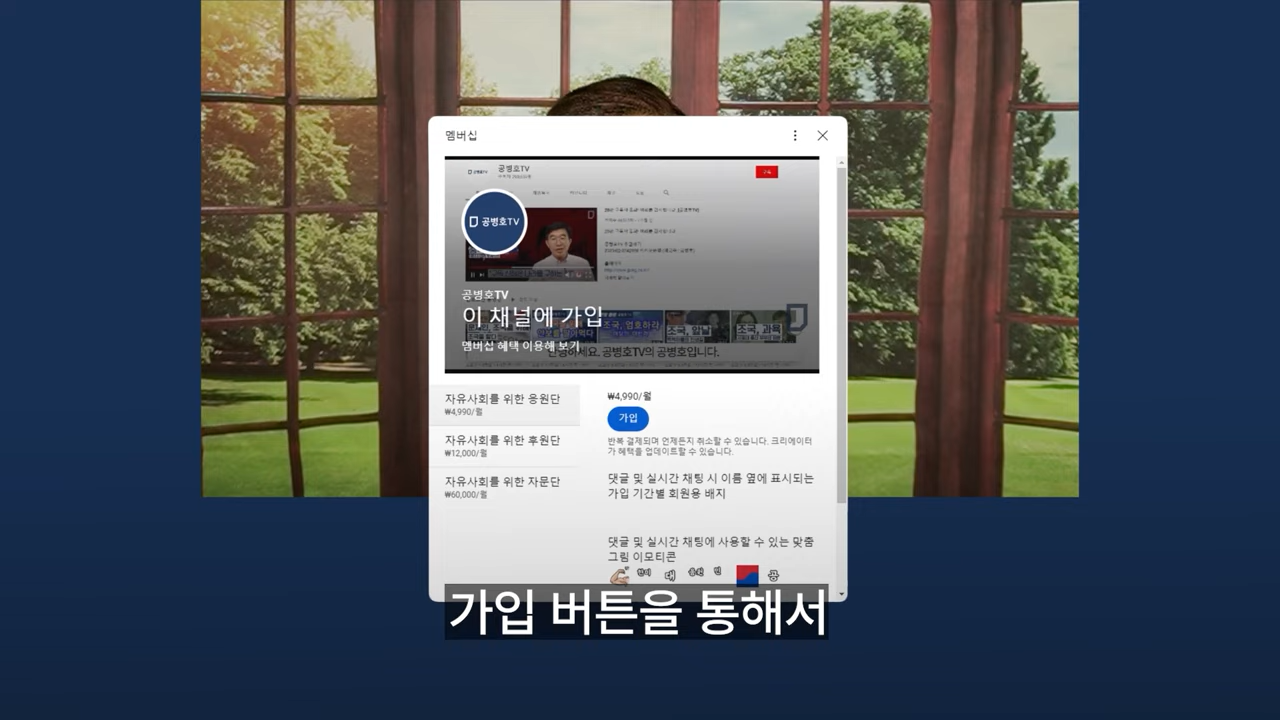 멤버십
공병호TV
공병호TV
공병호TV
이 채널에 가입
멤버십 혜택 이용해 보기
조국, 엄호하라
조국, 과욕
안녕하세요. 공병호TV의 공병호입니다.
자유사회를 위한 응원단
₩4,990/월
자유사회를 위한 후원단
₩12,000/월
자유사회를 위한 자문단
₩60,000/월
₩4,990/월
가입
반복 결제되며 언제든지 취소할 수 있습니다. 크리에이터
가 혜택을 업데이트할 수 있습니다.
댓글 및 실시간 채팅 시 이름 옆에 표시되는
가입 기간별 회원용 배지
댓글 및 실시간 채팅에 사용할 수 있는 맞춤
그림 이모티콘
가입 버튼을 통해서